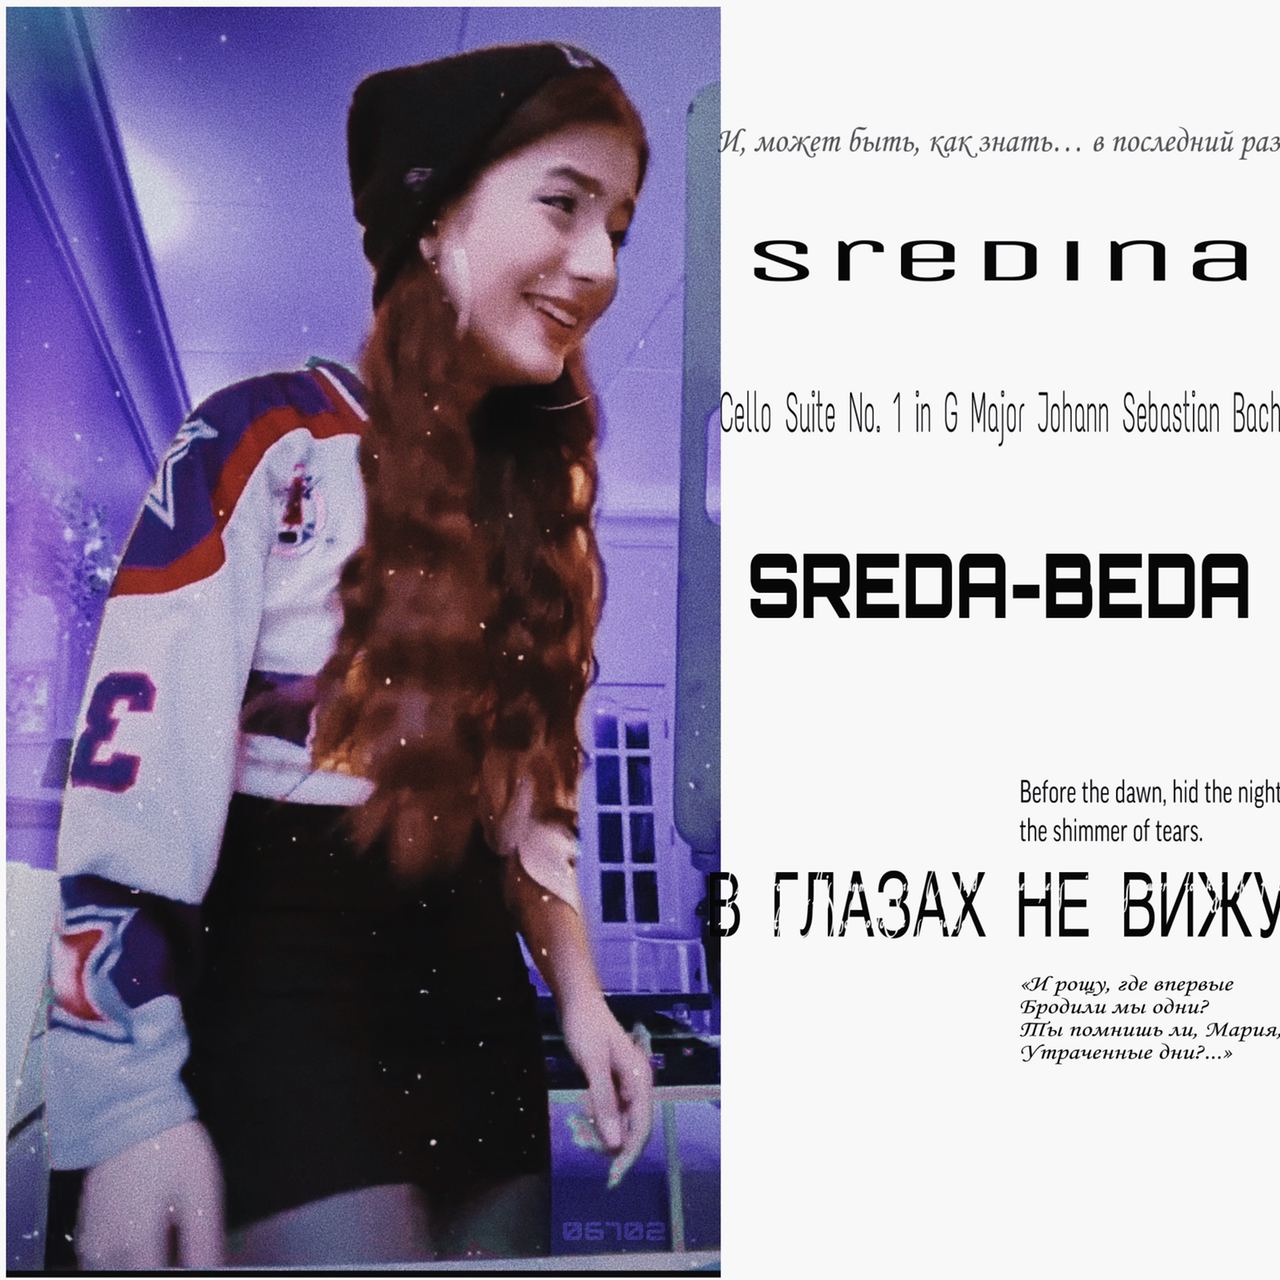 И, может быть, как знать... в последний раз
sreDina
Cello Suite No. 1 in G Major Johann Sebastian Bach
SREDA-BEDA
Before the dawn, hid the night
the shimmer of tears.
В ГЛАЗАХ НЕ ВИЖУ
«И рощу, где впервые
Бродили мы одни?
Ты помнишь ли, Мария,
Утраченные дни?...»
06702